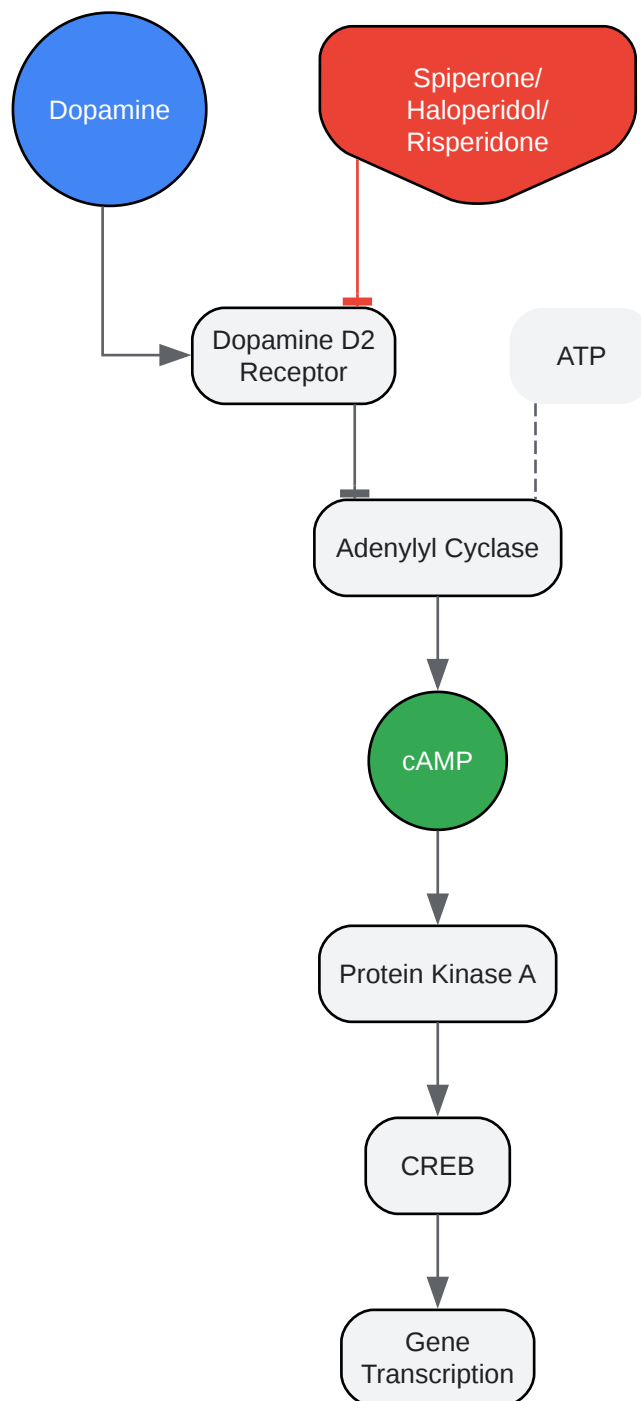 Dopamine
Spiperone/
Haloperidol/
Risperidone
Dopamine D2
Receptor
ATP
Adenylyl Cyclase
cAMP
Protein Kinase A
CREB
Gene
Transcription